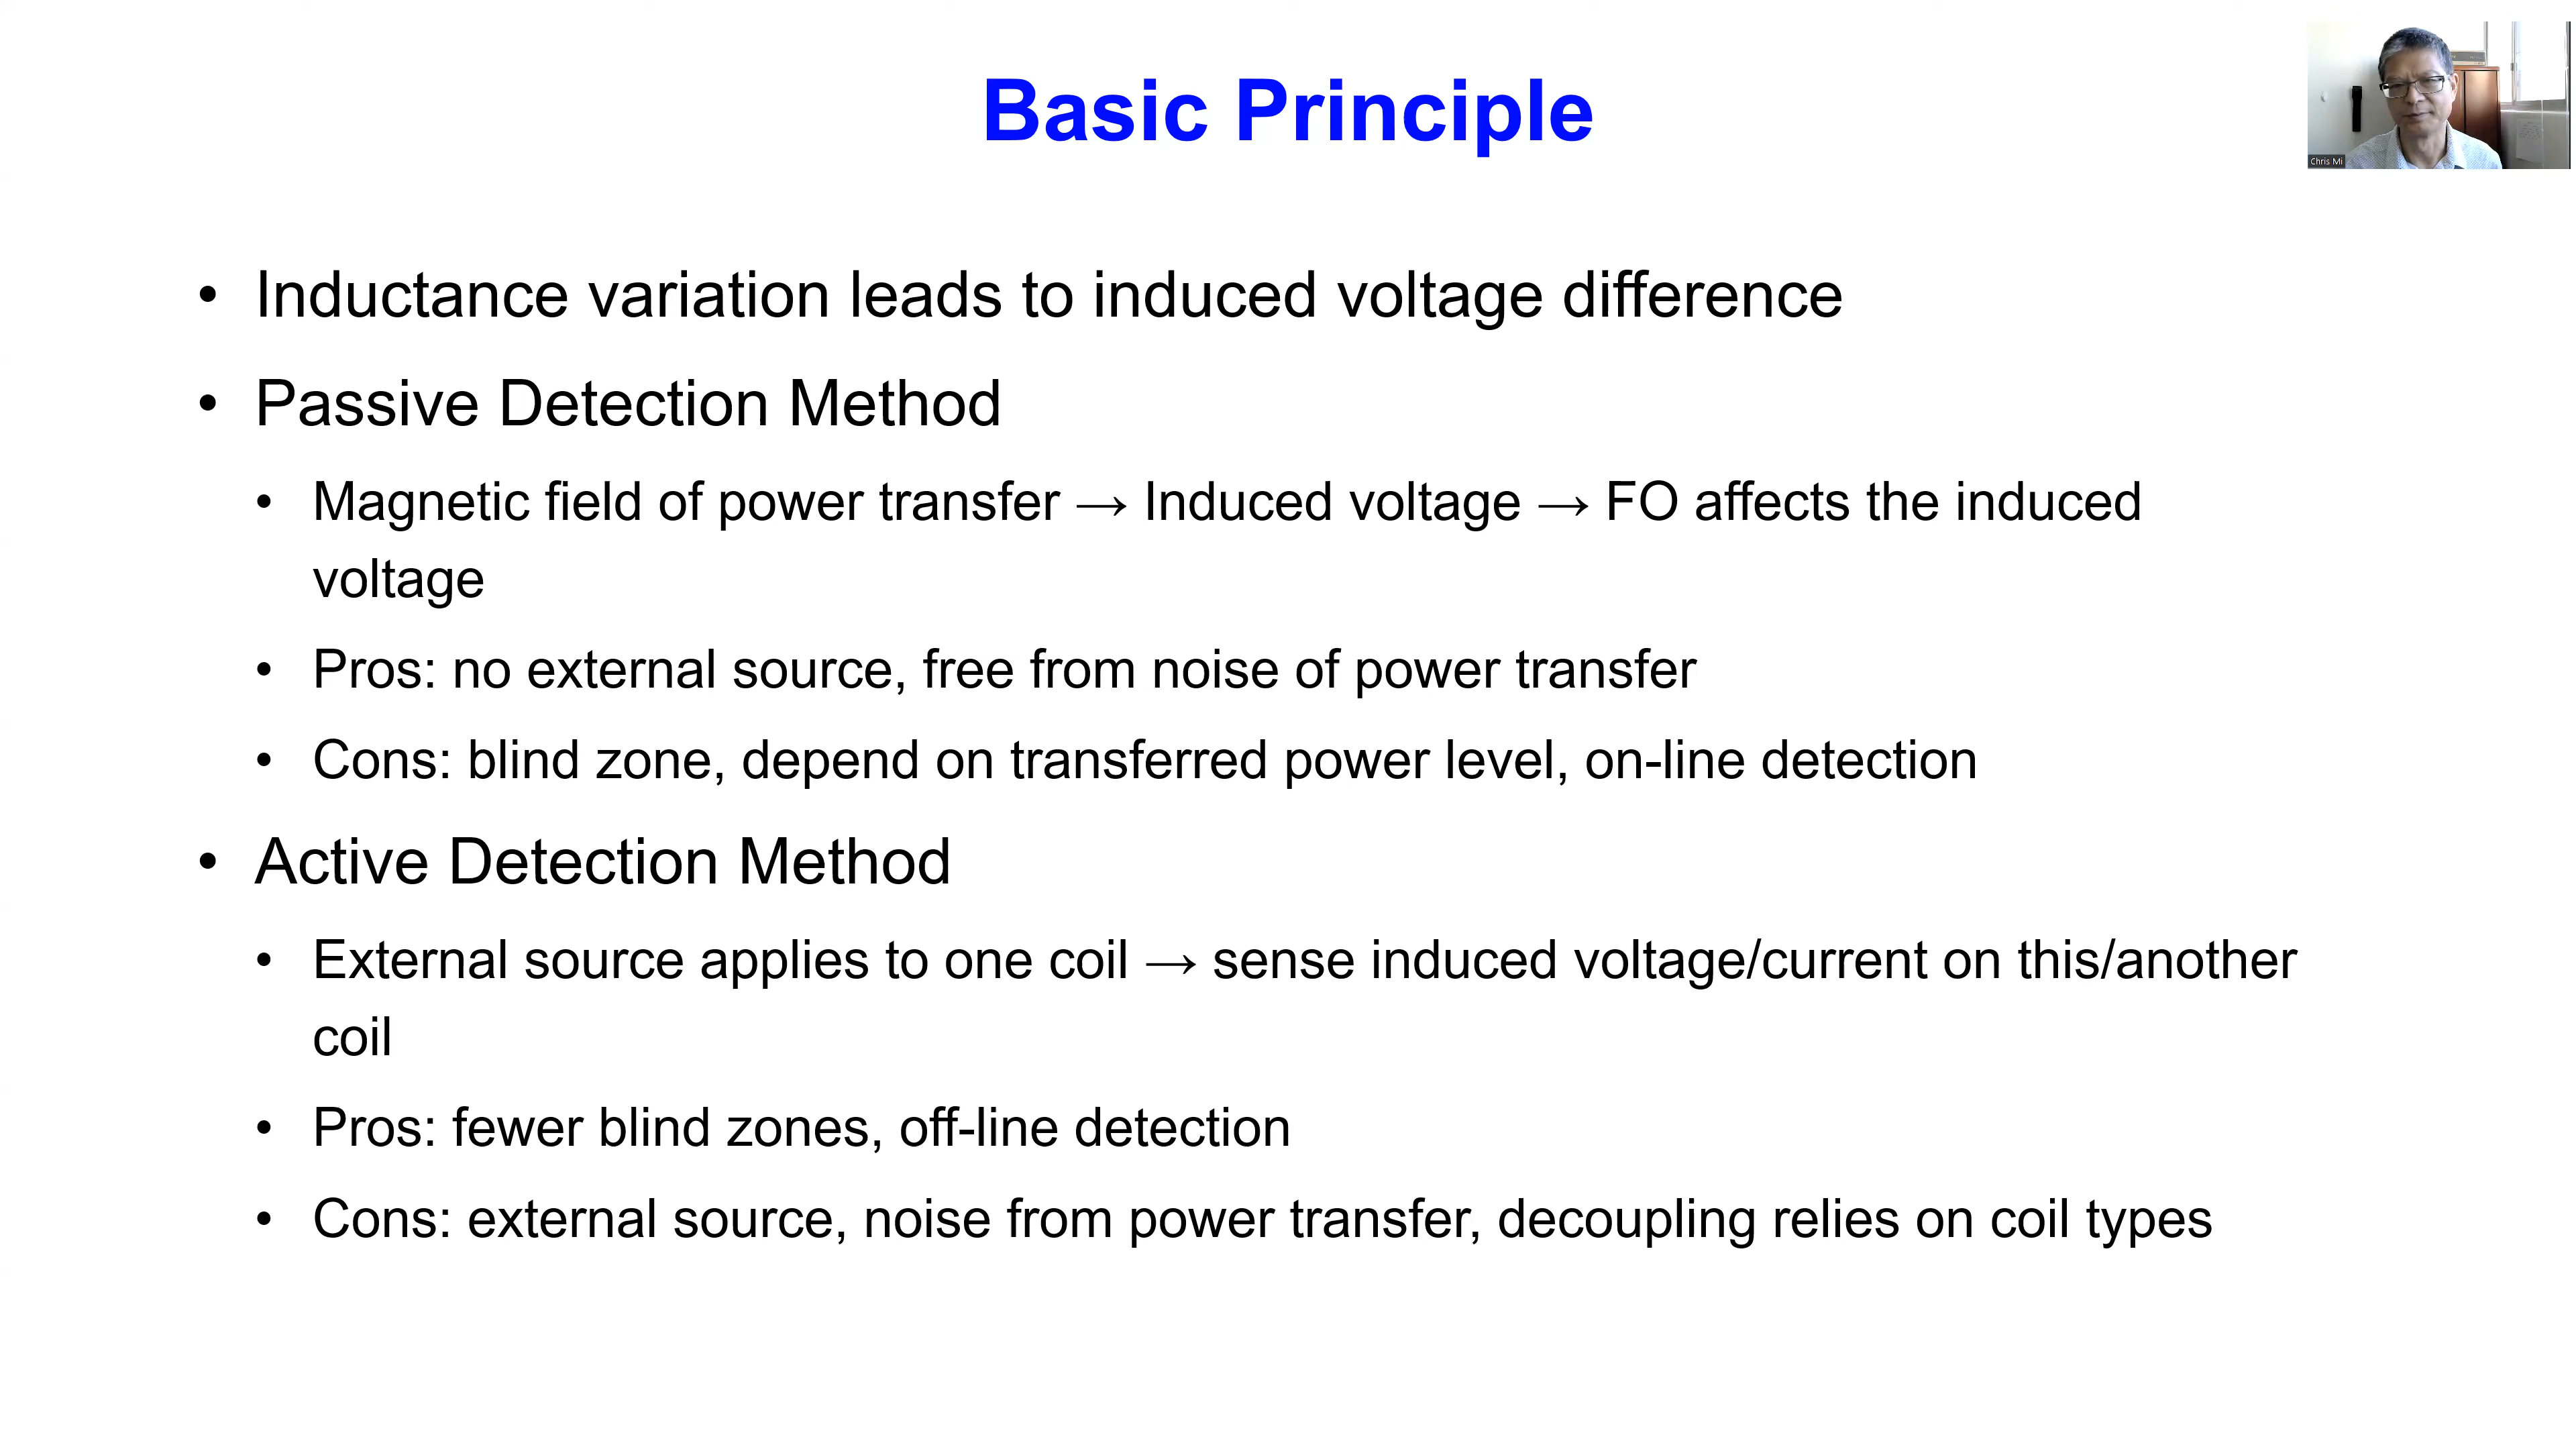 Basic Principle
Chris Mi
• Inductance variation leads to induced voltage difference
• Passive Detection Method
• Magnetic field of power transfer → Induced voltage → FO affects the induced
voltage
• Pros: no external source, free from noise of power transfer
• Cons: blind zone, depend on transferred power level, on-line detection
• Active Detection Method
• External source applies to one coil → sense induced voltage/current on this/another
coil
• Pros: fewer blind zones, off-line detection
• Cons: external source, noise from power transfer, decoupling relies on coil types